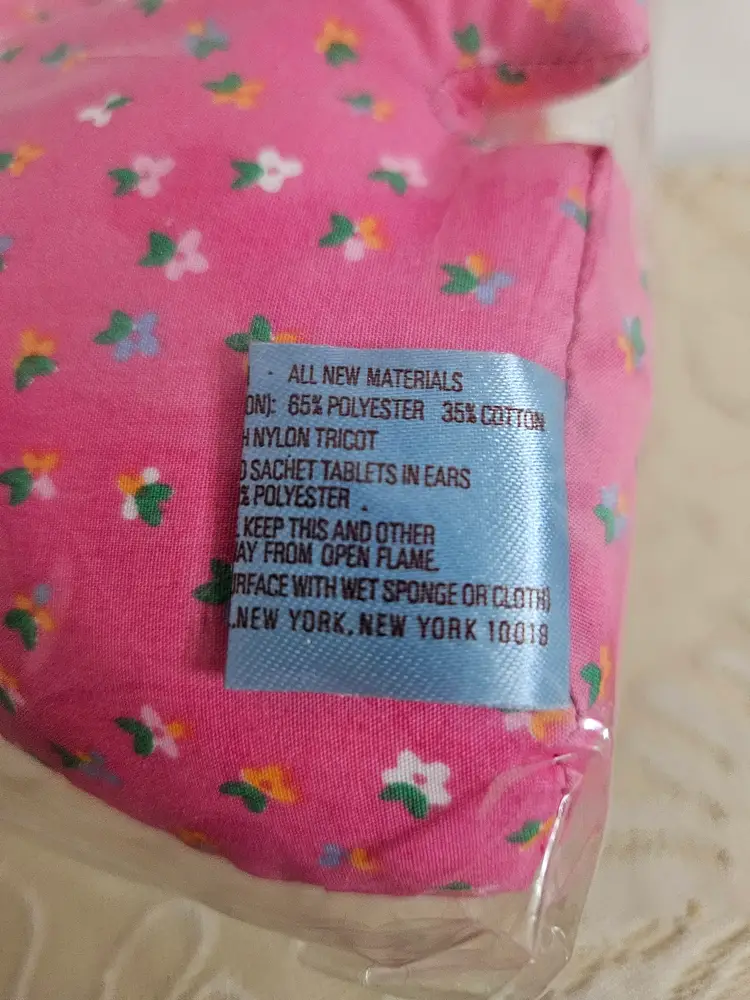 · ALL NEW MATERIALS
ON): 65% POLYESTER 35% COTTON
H NYLON TRICOT
D SACHET TABLETS IN EARS
% POLYESTER .
. KEEP THIS AND OTHER
AY FROM OPEN FLAME.
RFACE WITH WET SPONGE OR CLOTH)
.NEW YORK, NEW YORK 10018